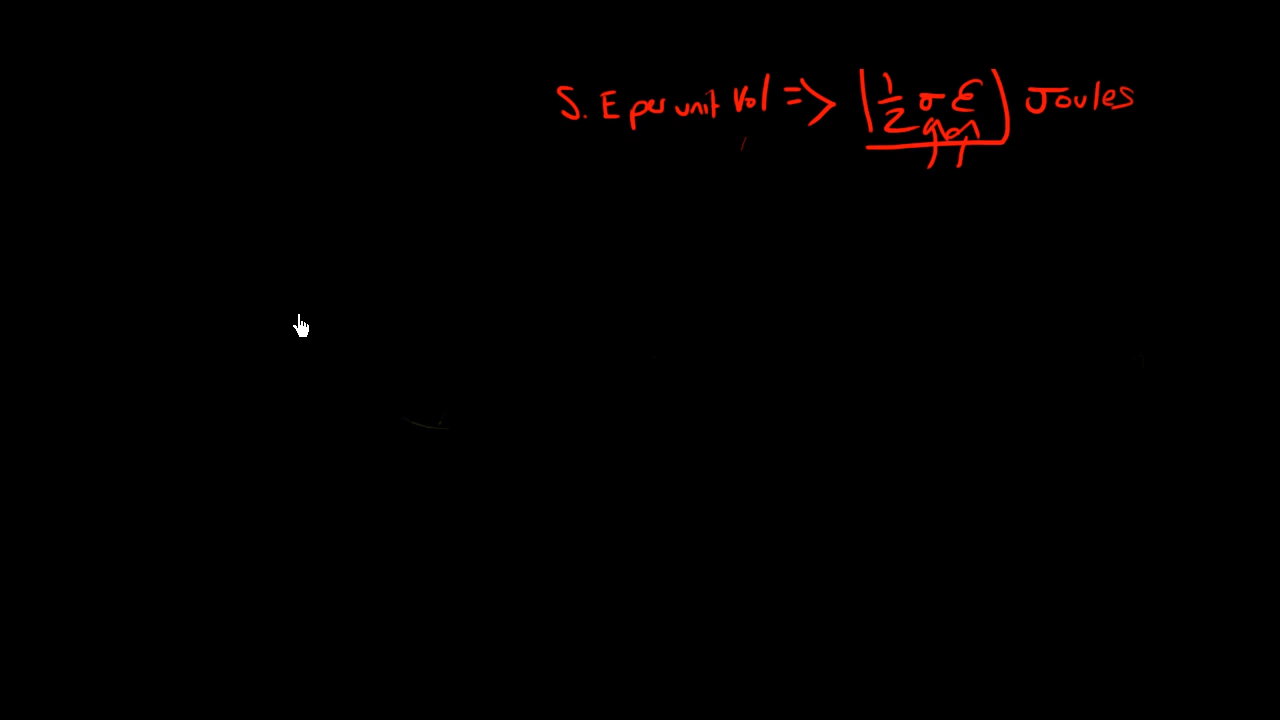 S. E per unit Vol => (1/2 σ ε) Joules